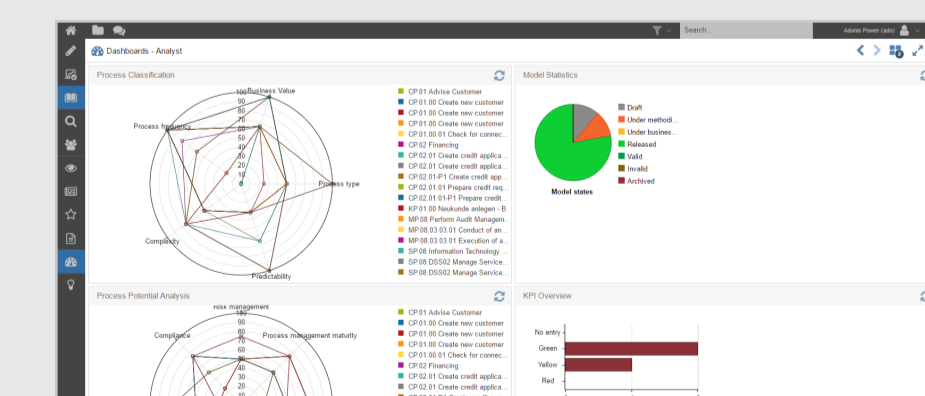 Search...
Adonis Power (ado)
Dashboards - Analyst
2
Process Classification
100
90
80
70
60
50
40
30
20
10
0
Business Value
Process frequency
Process type
Complexity
Predictability
CP.01 Advise Customer
CP.01.00 Create new customer
CP.01.00 Create new customer
CP.01.00 Create new customer
CP.01.00.01 Check for connec...
CP.02 Financing
CP.02.01 Create credit applica...
CP.02.01 Create credit applica...
CP.02.01-P1 Create credit app...
CP.02.01.01 Prepare credit req...
CP.02.01.01-P1 Prepare credit...
KP.01.00 Neukunde anlegen - B
MP.08 Perform Audit Managem...
MP.08.03.03.01 Conduct of an...
MP.08.03.03.01 Execution of a...
SP.08 Information Technology ...
SP.08.DSS02 Manage Service...
SP.08.DSS02 Manage Service...
Model Statistics
Draft
Under methodi...
Under busines...
Released
Valid
Invalid
Archived
Model states
Process Potential Analysis
Risk management
100
90
80
70
60
50
40
30
20
10
Compliance
Process management maturity
CP.01 Advise Customer
CP.01.00 Create new customer
CP.01.00 Create new customer
CP.01.00 Create new customer
CP.01.00.01 Check for connec...
CP.02 Financing
CP.02.01 Create credit applica...
CP.02.01 Create credit applica...
KPI Overview
No entry
Green
Yellow
Red